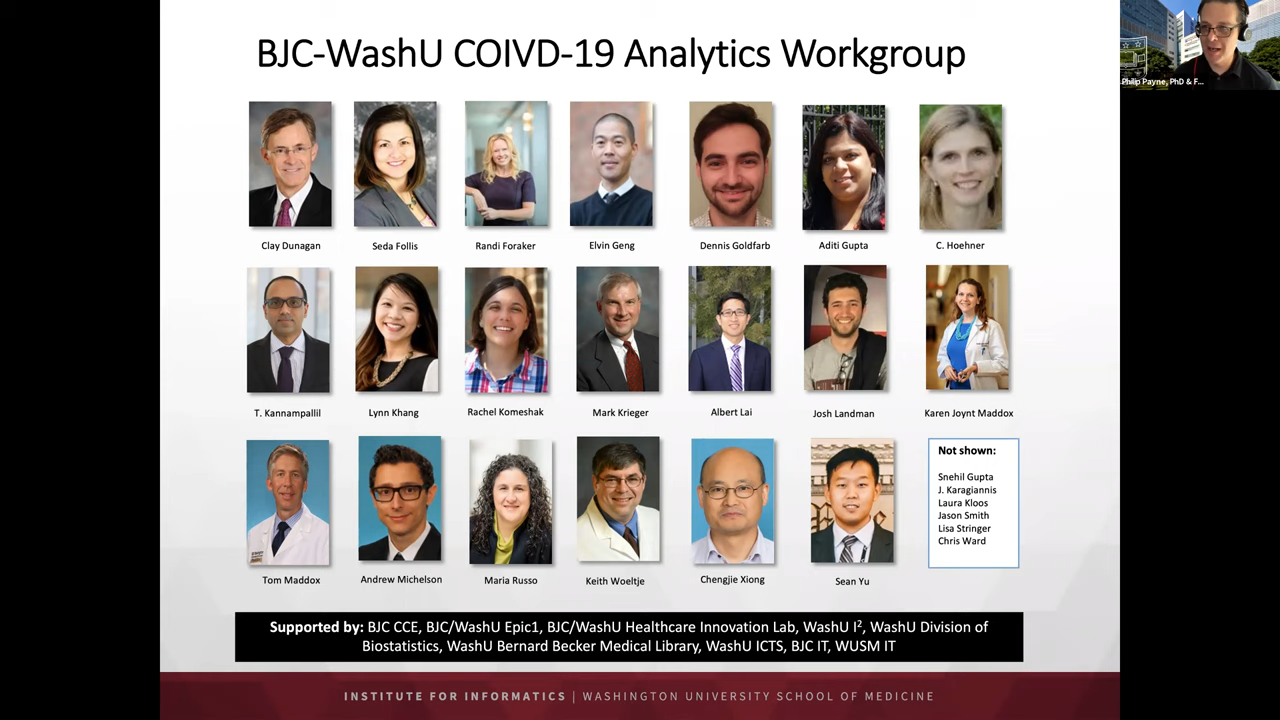 BJC-WashU COIVD-19 Analytics Workgroup
Philip Payne, PhD & F...
Clay Dunagan
Seda Follis
Randi Foraker
Elvin Geng
Dennis Goldfarb
Aditi Gupta
C. Hoehner
T. Kannampallil
Lynn Khang
Rachel Komeshak
Mark Krieger
Albert Lai
Josh Landman
Karen Joynt Maddox
Tom Maddox
Andrew Michelson
Maria Russo
Keith Woeltje
Chengjie Xiong
Sean Yu
Not shown:
Snehil Gupta
J. Karagiannis
Laura Kloos
Jason Smith
Lisa Stringer
Chris Ward
Supported by: BJC CCE, BJC/WashU Epic1, BJC/WashU Healthcare Innovation Lab, WashU I², WashU Division of
Biostatistics, WashU Bernard Becker Medical Library, WashU ICTS, BJC IT, WUSM IT
INSTITUTE FOR INFORMATICS | WASHINGTON UNIVERSITY SCHOOL OF MEDICINE